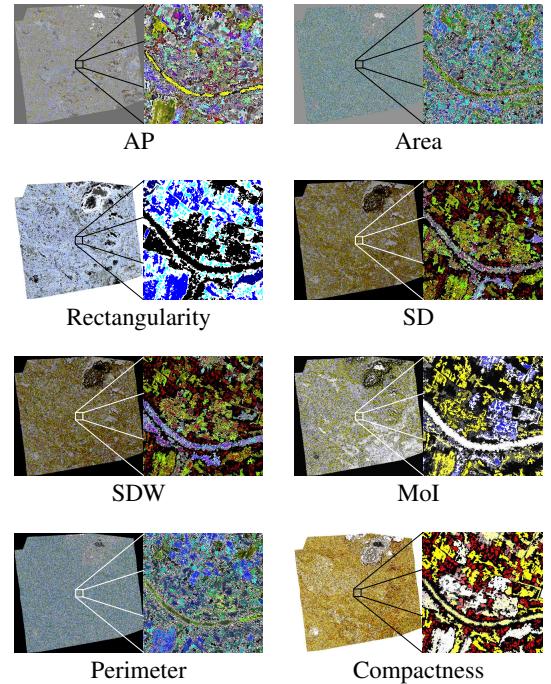 AP
Area
Rectangularity
SD
SDW
MoI
Perimeter
Compactness